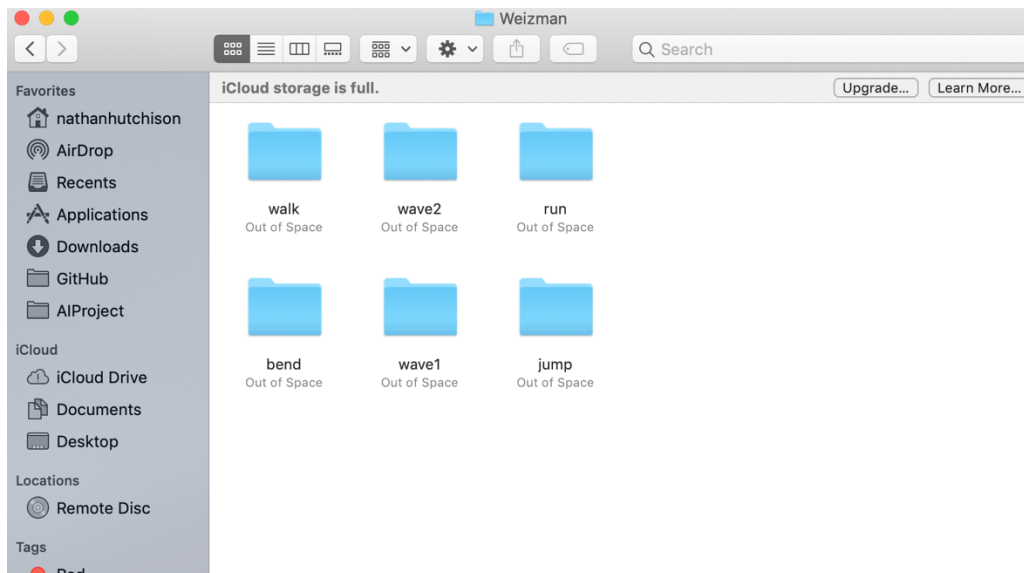 Weizman
Search
iCloud storage is full.
Upgrade...
Learn More...
Favorites
nathanhutchison
AirDrop
Recents
Applications
Downloads
GitHub
AIProject
iCloud
iCloud Drive
Documents
Desktop
Locations
Remote Disc
Tags
Red
walk wave2 run
Out of Space Out of Space Out of Space
bend wave1 jump
Out of Space Out of Space Out of Space